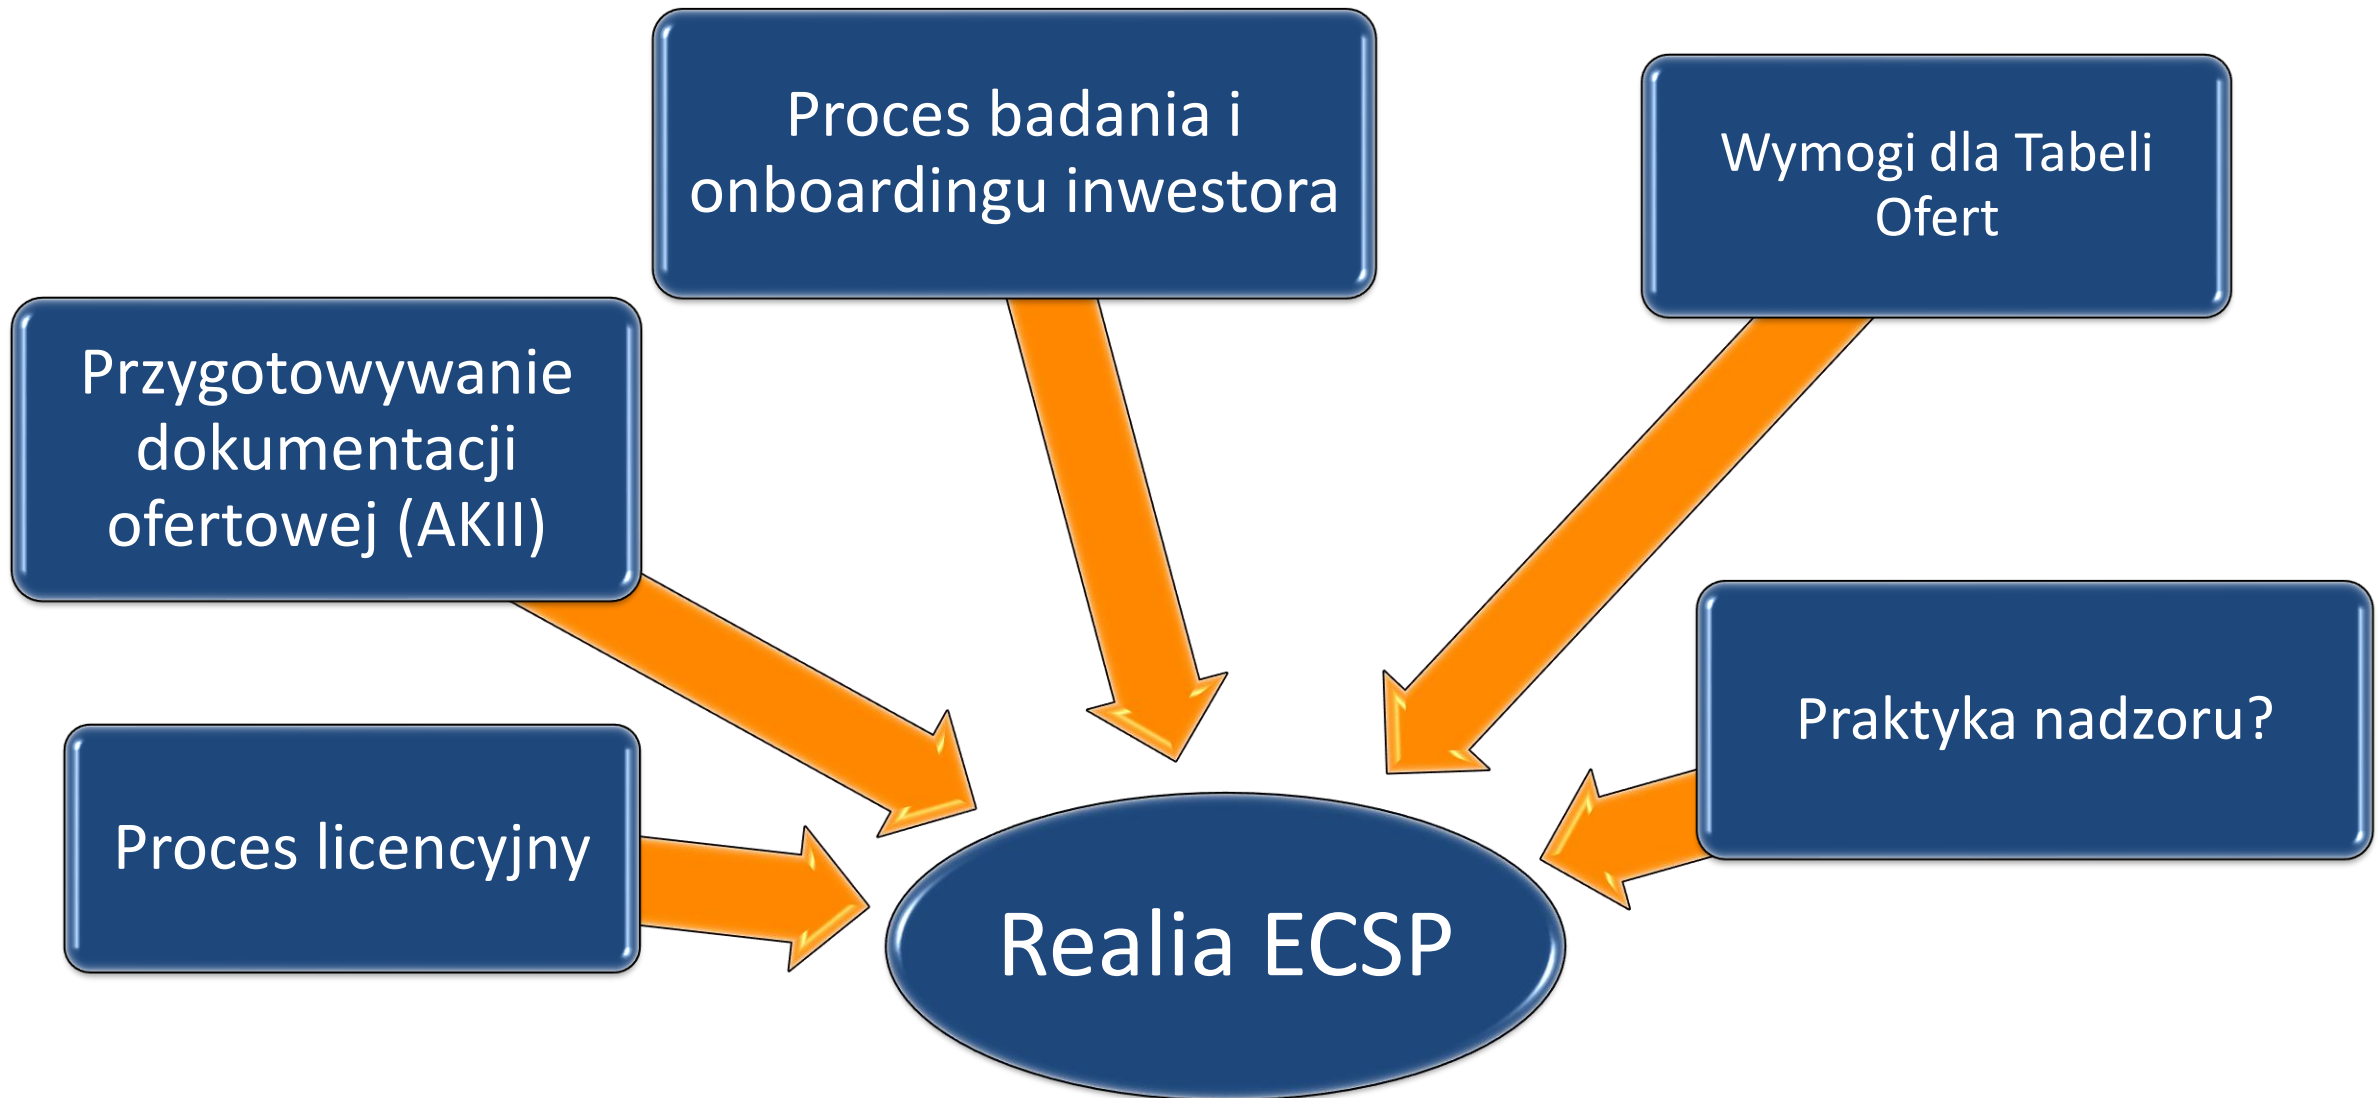 Proces badania i
onboardingu inwestora
Wymogi dla Tabeli
Ofert
Przygotowywanie
dokumentacji
ofertowej (AKII)
Praktyka nadzoru?
Proces licencyjny
Realia ECSP